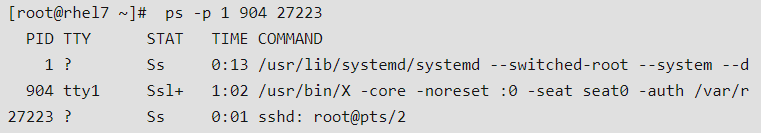 [root@rhel7 ~]# ps -p 1 904 27223
PID TTY STAT TIME COMMAND
1 ? Ss 0:13 /usr/lib/systemd/systemd --switched-root --system --d
904 tty1 Ssl+ 1:02 /usr/bin/X -core -noreset :0 -seat seat0 -auth /var/r
27223 ? Ss 0:01 sshd: root@pts/2